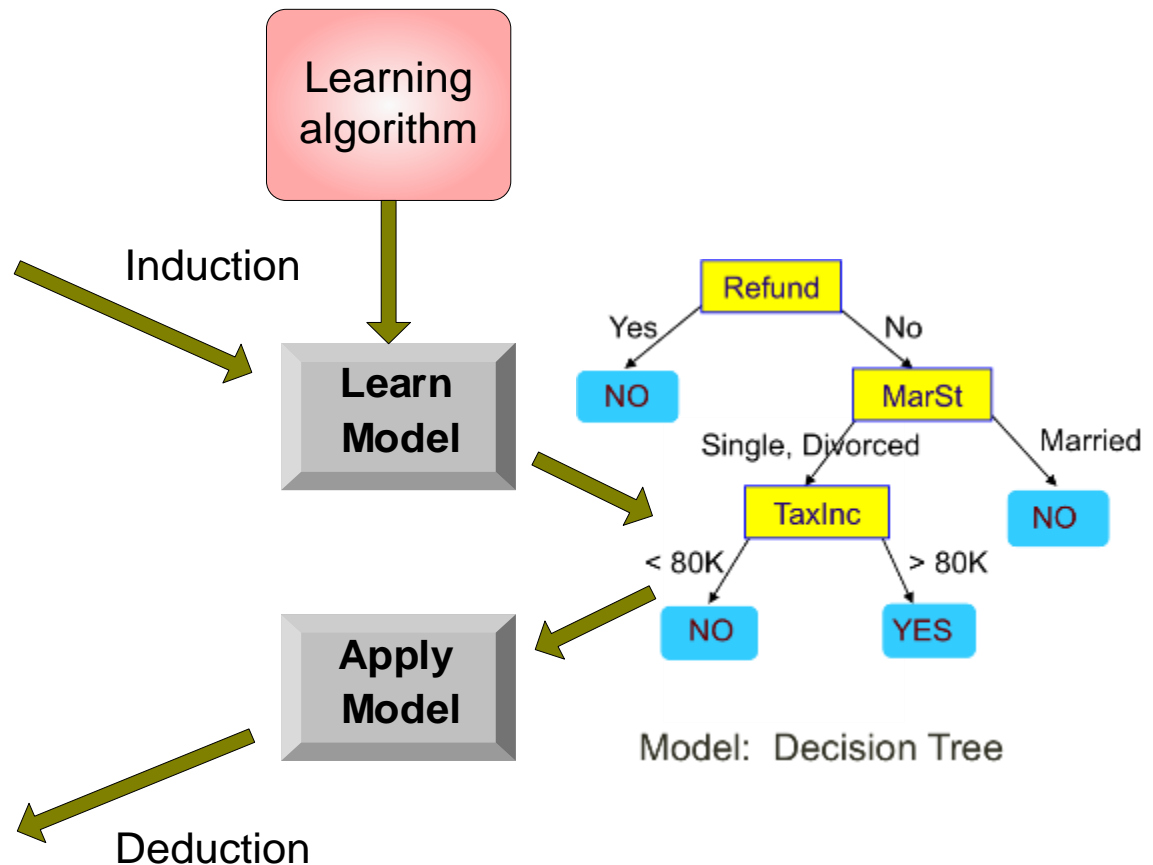 Learning
algorithm
Induction
Learn
Model
Refund
Yes
No
NO
MarSt
Single, Divorced
Married
TaxInc
NO
< 80K
> 80K
NO
YES
Apply
Model
Model: Decision Tree
Deduction